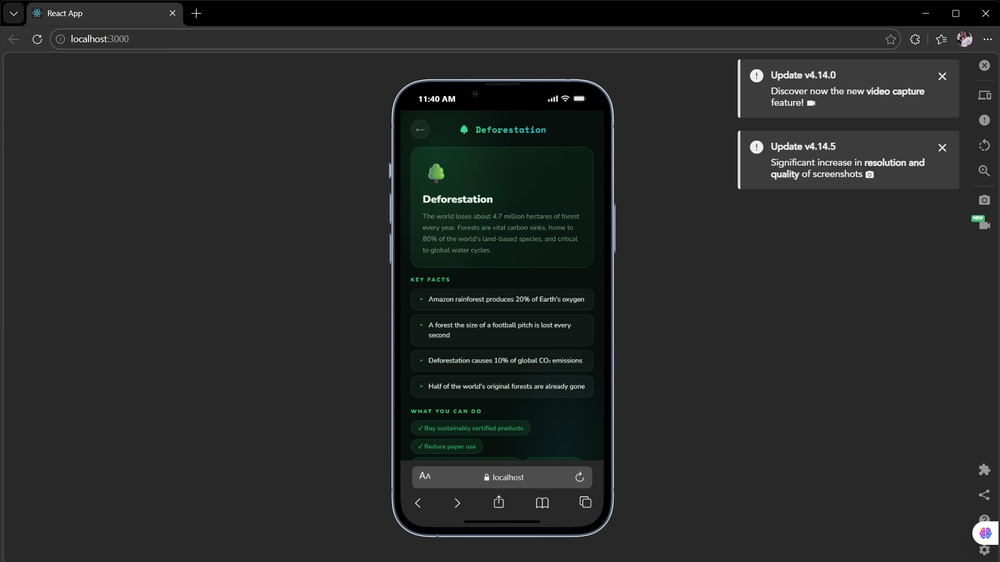 React App
localhost:3000
Update v4.14.0
Discover now the new video capture
feature!
Update v4.14.5
Significant increase in resolution and
quality of screenshots
NEW
11:40 AM
Deforestation
Deforestation
The world loses about 4.7 million hectares of forest
every year. Forests are vital carbon sinks, home to
80% of the world's land-based species, and critical
to global water cycles.
KEY FACTS
▸ Amazon rainforest produces 20% of Earth's oxygen
▸ A forest the size of a football pitch is lost every
second
▸ Deforestation causes 10% of global CO₂ emissions
▸ Half of the world's original forests are already gone
WHAT YOU CAN DO
✓ Buy sustainably certified products
✓ Reduce paper use
AA
localhost